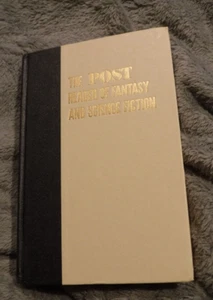 THE POST
READER OF FANTASY
AND SCIENCE FICTION